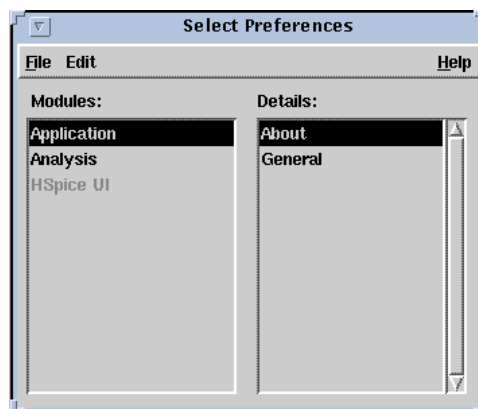 Select Preferences
File Edit Help
Modules: Details:
Application About
Analysis General
HSpice UI